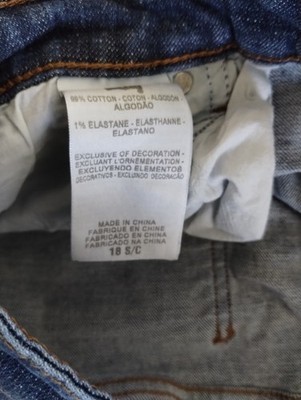 99% COTTON - COTON - ALGODON
ALGODÃO
1% ELASTANE - ELASTHANNE -
ELASTANO
EXCLUSIVE OF DECORATION -
EXCLUANT L'ORNEMENTATION -
EXCLUYENDO ELEMENTOS
DECORATIVOS - EXCLUINDO DECORAÇÃO
MADE IN CHINA
FABRIQUE EN CHINE
FABRICADO EN CHINA
FABRICADO NA CHINA
18 S/C